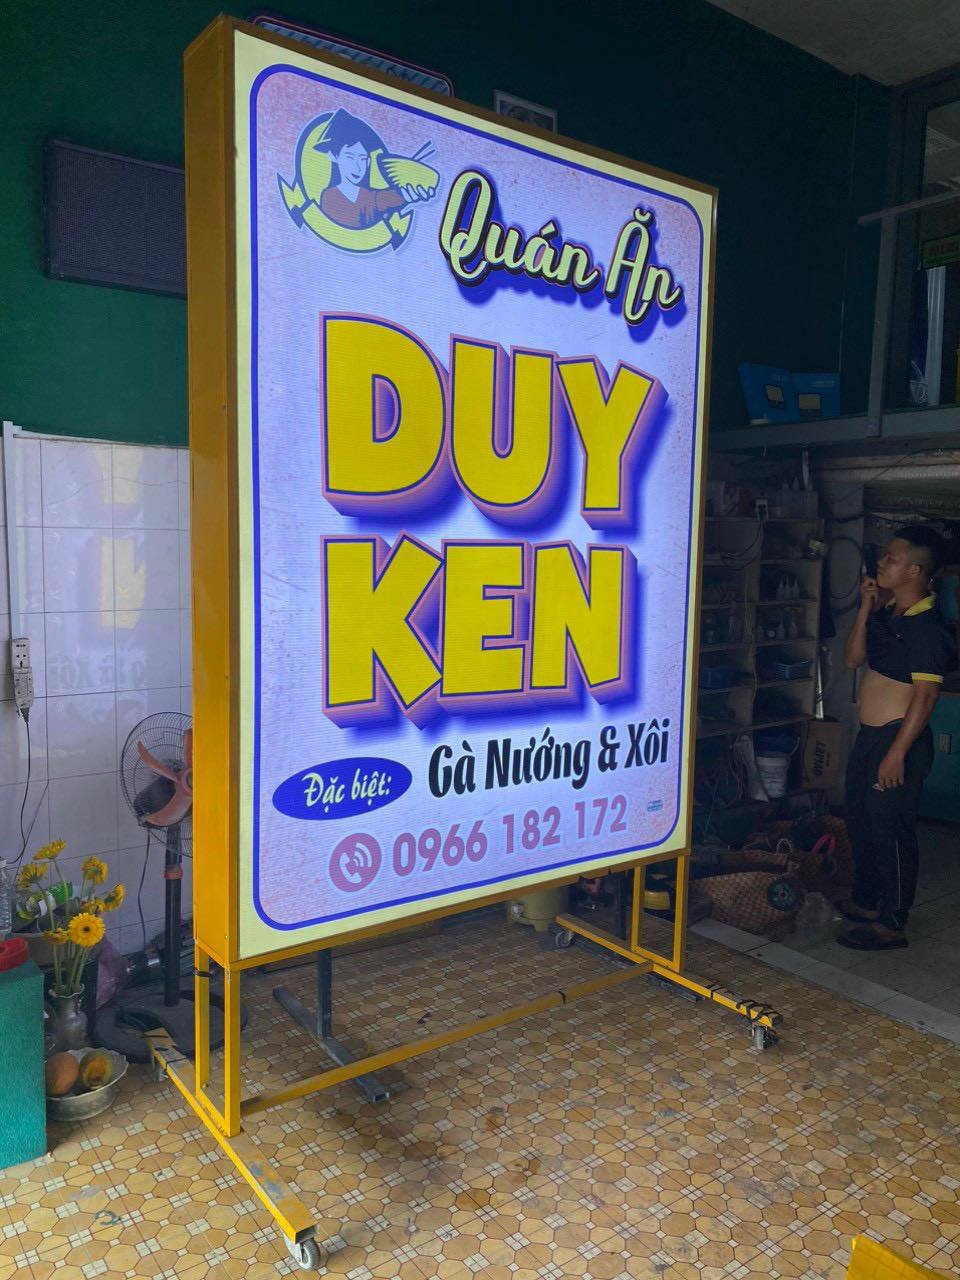 Quán Ăn
DUY
KEN
Đặc biệt: Gà Nướng & Xôi
0966 182 172